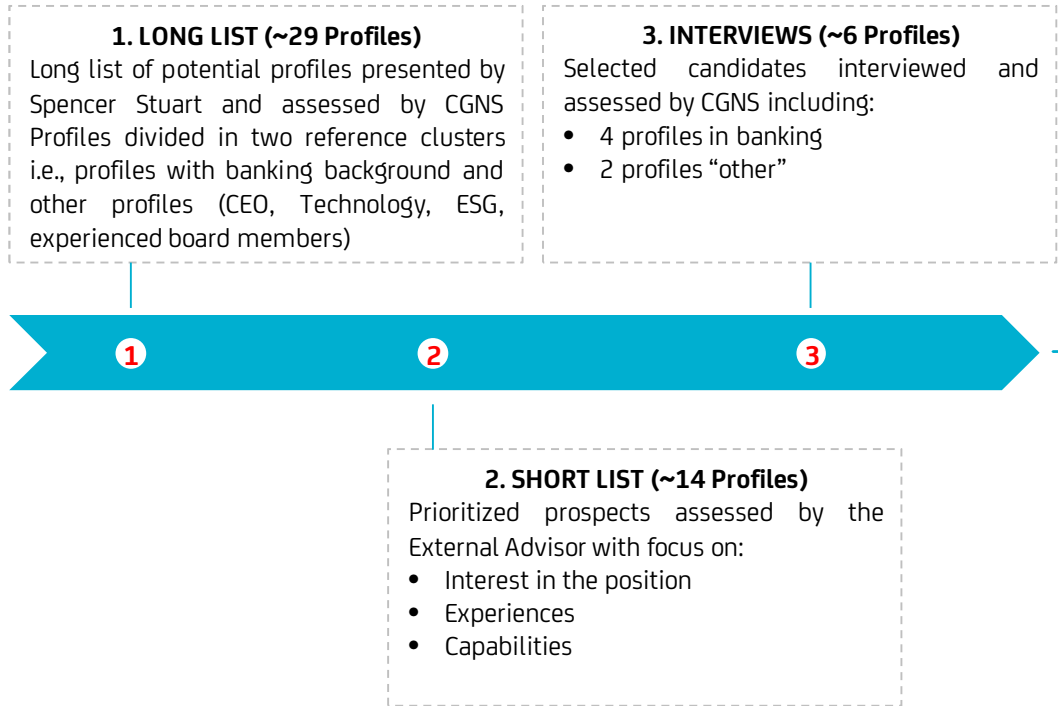 1. LONG LIST (~29 Profiles)
Long list of potential profiles presented by
Spencer Stuart and assessed by CGNS
Profiles divided in two reference clusters
i.e., profiles with banking background and
other profiles (CEO, Technology, ESG,
experienced board members)
3. INTERVIEWS (~6 Profiles)
Selected candidates interviewed and
assessed by CGNS including:
• 4 profiles in banking
• 2 profiles “other”
1
2
3
2. SHORT LIST (~14 Profiles)
Prioritized prospects assessed by the
External Advisor with focus on:
• Interest in the position
• Experiences
• Capabilities